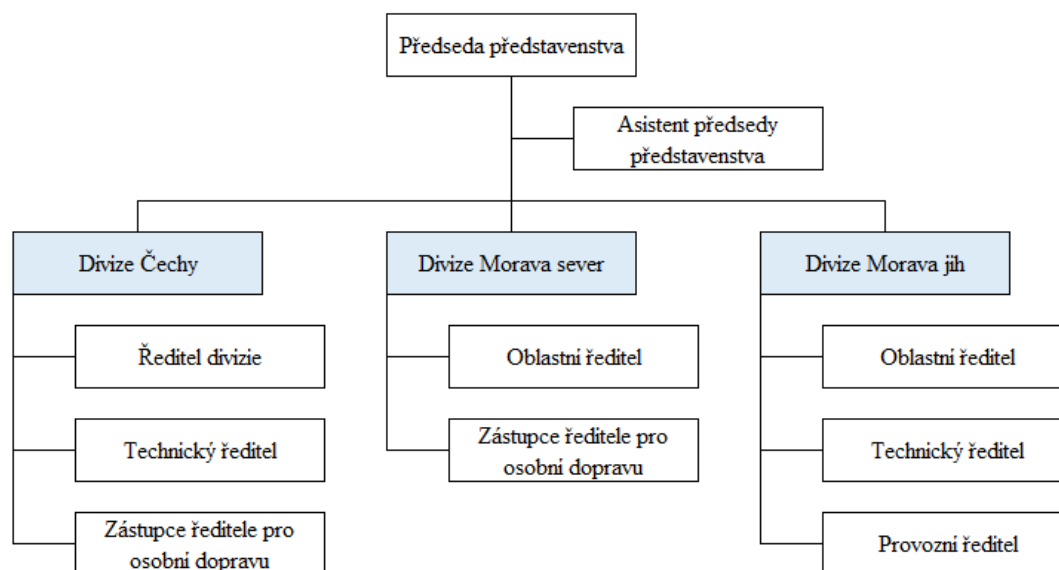 Předseda představenstva
Asistent předsedy
představenstva
Divize Čechy
Divize Morava sever
Divize Morava jih
Ředitel divizie
Oblastní ředitel
Oblastní ředitel
Technický ředitel
Zástupce ředitele pro
osobní dopravu
Technický ředitel
Zástupce ředitele pro
osobní dopravu
Provozní ředitel